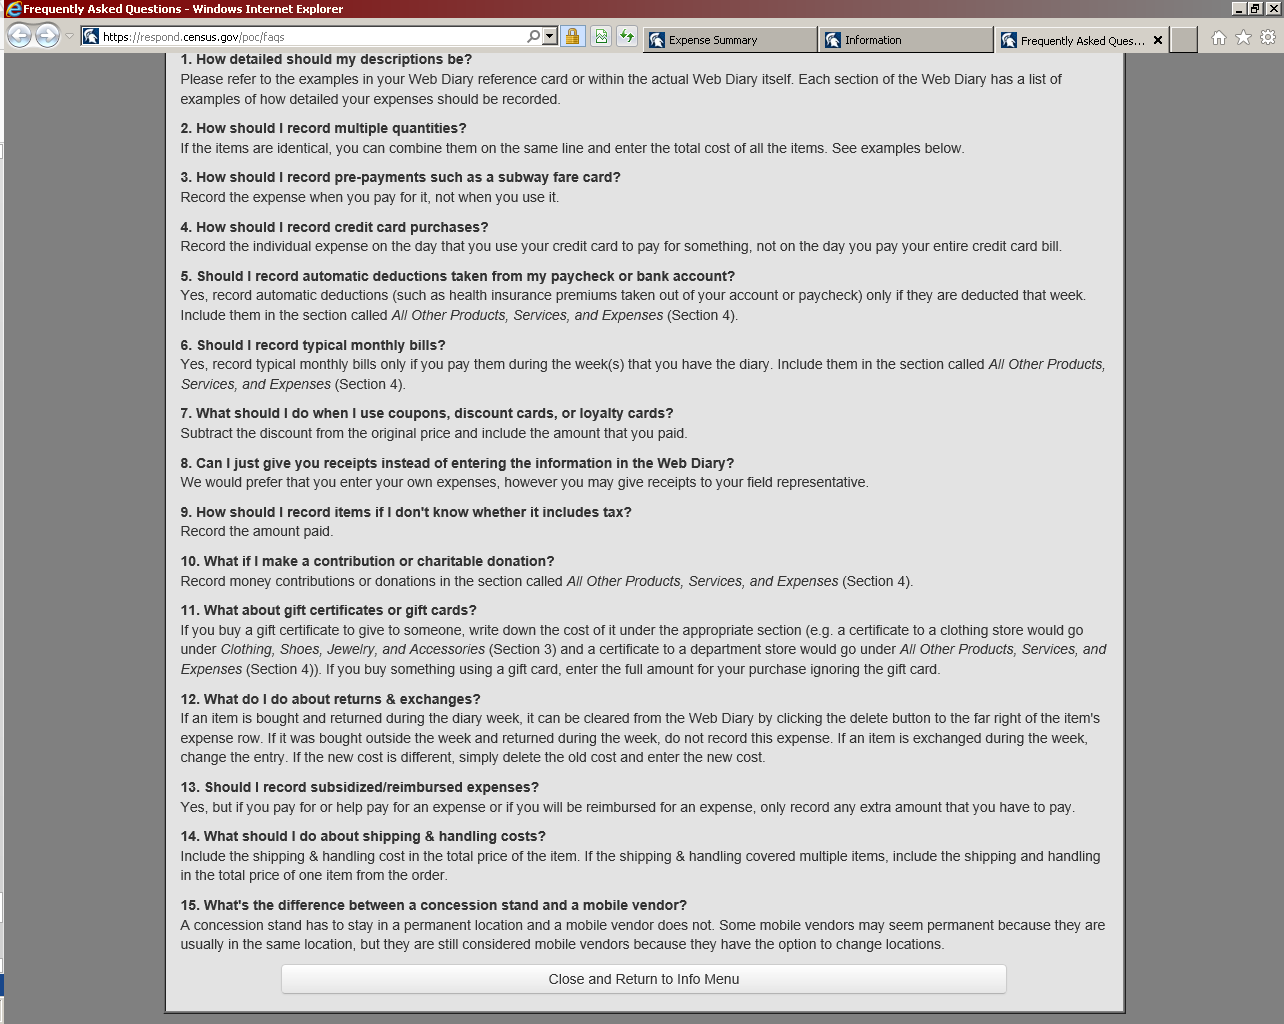 Frequently Asked Questions - Windows Internet Explorer
https://respond.census.gov/poc/faqs
Expense Summary
Information
Frequently Asked Ques...
1. How detailed should my descriptions be?
Please refer to the examples in your Web Diary reference card or within the actual Web Diary itself. Each section of the Web Diary has a list of
examples of how detailed your expenses should be recorded.
2. How should I record multiple quantities?
If the items are identical, you can combine them on the same line and enter the total cost of all the items. See examples below.
3. How should I record pre-payments such as a subway fare card?
Record the expense when you pay for it, not when you use it.
4. How should I record credit card purchases?
Record the individual expense on the day that you use your credit card to pay for something, not on the day you pay your entire credit card bill.
5. Should I record automatic deductions taken from my paycheck or bank account?
Yes, record automatic deductions (such as health insurance premiums taken out of your account or paycheck) only if they are deducted that week.
Include them in the section called All Other Products, Services, and Expenses (Section 4).
6. Should I record typical monthly bills?
Yes, record typical monthly bills only if you pay them during the week(s) that you have the diary. Include them in the section called All Other Products,
Services, and Expenses (Section 4).
7. What should I do when I use coupons, discount cards, or loyalty cards?
Subtract the discount from the original price and include the amount that you paid.
8. Can I just give you receipts instead of entering the information in the Web Diary?
We would prefer that you enter your own expenses, however you may give receipts to your field representative.
9. How should I record items if I don't know whether it includes tax?
Record the amount paid.
10. What if I make a contribution or charitable donation?
Record money contributions or donations in the section called All Other Products, Services, and Expenses (Section 4).
11. What about gift certificates or gift cards?
If you buy a gift certificate to give to someone, write down the cost of it under the appropriate section (e.g. a certificate to a clothing store would go
under Clothing, Shoes, Jewelry, and Accessories (Section 3) and a certificate to a department store would go under All Other Products, Services, and
Expenses (Section 4)). If you buy something using a gift card, enter the full amount for your purchase ignoring the gift card.
12. What do I do about returns & exchanges?
If an item is bought and returned during the diary week, it can be cleared from the Web Diary by clicking the delete button to the far right of the item's
expense row. If it was bought outside the week and returned during the week, do not record this expense. If an item is exchanged during the week,
change the entry. If the new cost is different, simply delete the old cost and enter the new cost.
13. Should I record subsidized/reimbursed expenses?
Yes, but if you pay for or help pay for an expense or if you will be reimbursed for an expense, only record any extra amount that you have to pay.
14. What should I do about shipping & handling costs?
Include the shipping & handling cost in the total price of the item. If the shipping & handling covered multiple items, include the shipping and handling
in the total price of one item from the order.
15. What's the difference between a concession stand and a mobile vendor?
A concession stand has to stay in a permanent location and a mobile vendor does not. Some mobile vendors may seem permanent because they are
usually in the same location, but they are still considered mobile vendors because they have the option to change locations.
Close and Return to Info Menu